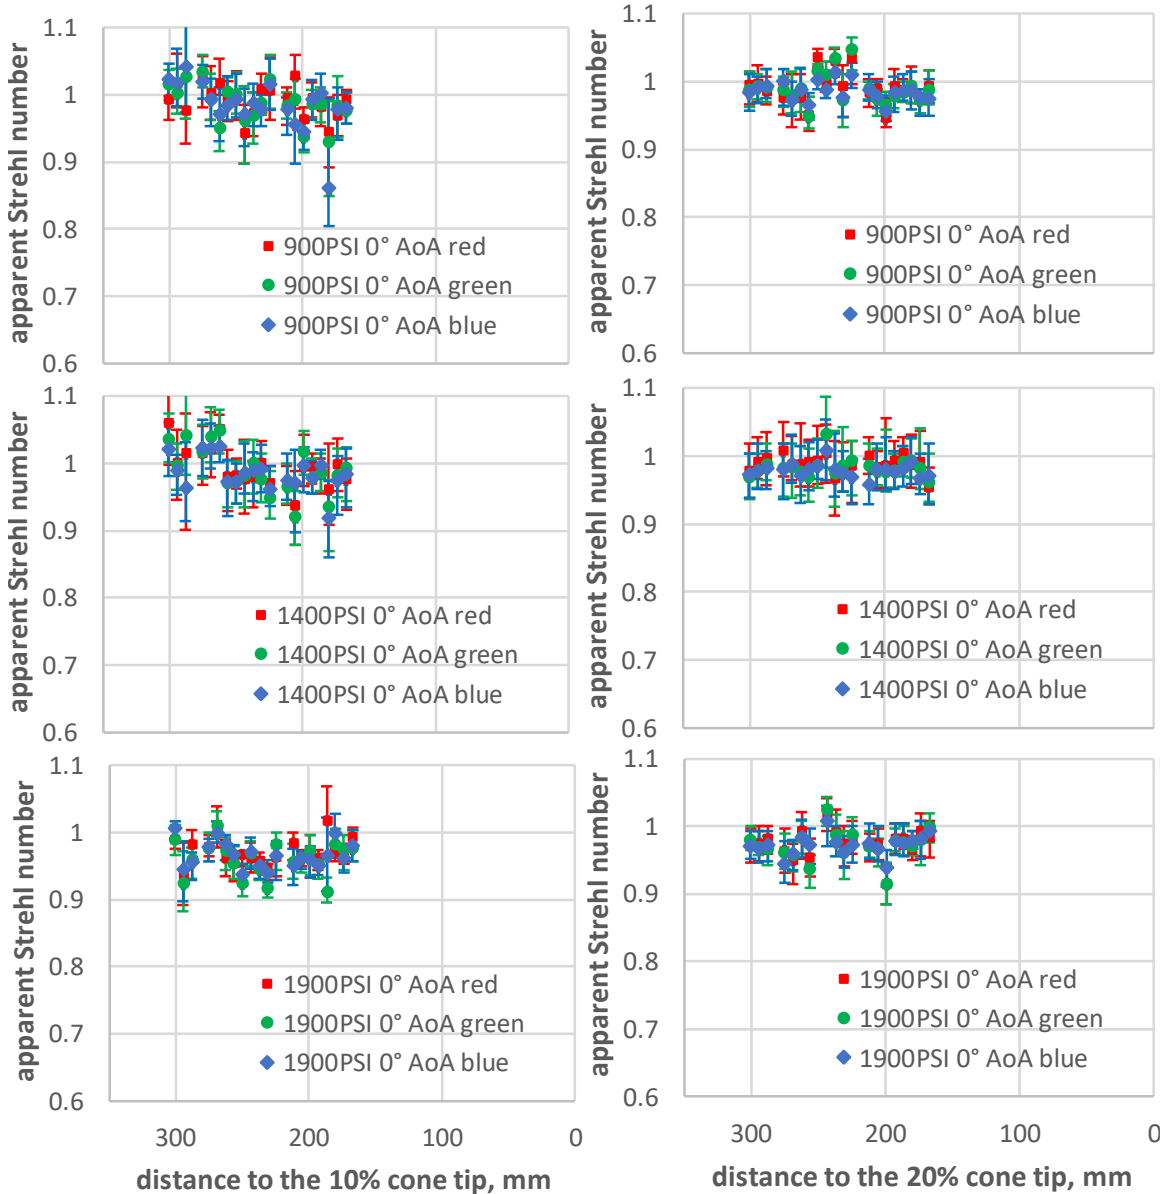 apparent Strehl number
1.1
1
0.9
0.8
0.7
0.6
900PSI 0° AoA red
900PSI 0° AoA green
900PSI 0° AoA blue
apparent Strehl number
1.1
1
0.9
0.8
0.7
0.6
900PSI 0° AoA red
900PSI 0° AoA green
900PSI 0° AoA blue
apparent Strehl number
1.1
1
0.9
0.8
0.7
0.6
1400PSI 0° AoA red
1400PSI 0° AoA green
1400PSI 0° AoA blue
apparent Strehl number
1.1
1
0.9
0.8
0.7
0.6
1400PSI 0° AoA red
1400PSI 0° AoA green
1400PSI 0° AoA blue
apparent Strehl number
1.1
1
0.9
0.8
0.7
0.6
1900PSI 0° AoA red
1900PSI 0° AoA green
1900PSI 0° AoA blue
300 200 100 0
distance to the 10% cone tip, mm
apparent Strehl number
1.1
1
0.9
0.8
0.7
0.6
1900PSI 0° AoA red
1900PSI 0° AoA green
1900PSI 0° AoA blue
300 200 100 0
distance to the 20% cone tip, mm